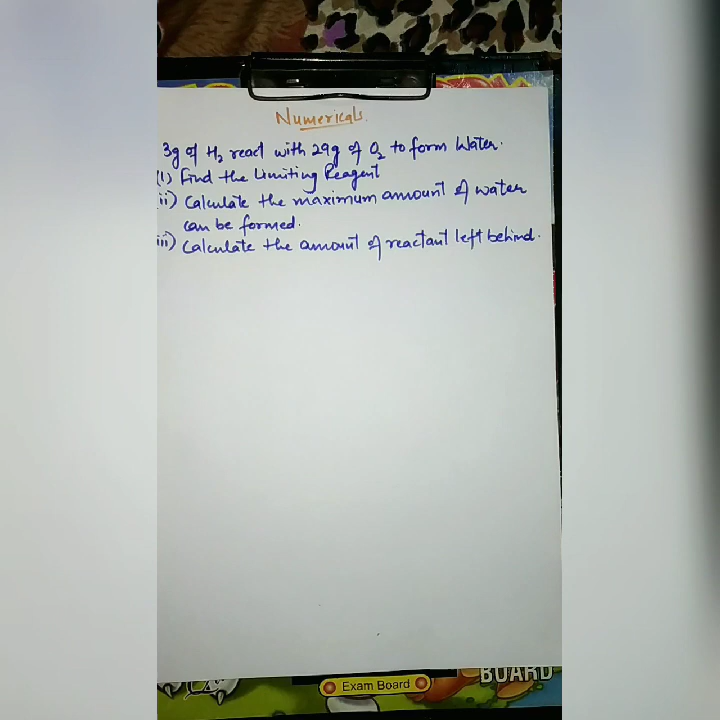 Numericals.
3g of H₂ react with 29g of O₂ to form Water.
(i) Find the Limiting Reagent
ii) Calculate the maximum amount of water
can be formed.
iii) Calculate the amount of reactant left behind.
BOARD
Exam Board